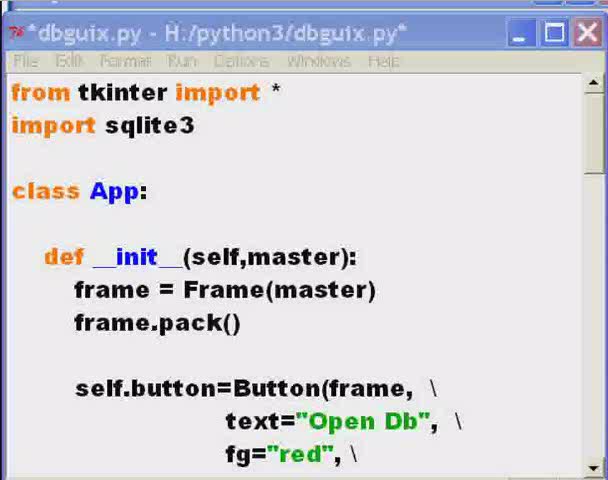 *dbguix.py - H:/python3/dbguix.py*
File Edit Format Run Options Windows Help
from tkinter import *
import sqlite3
class App:
def __init__(self,master):
frame = Frame(master)
frame.pack()
self.button=Button(frame, \
text="Open Db", \
fg="red", \